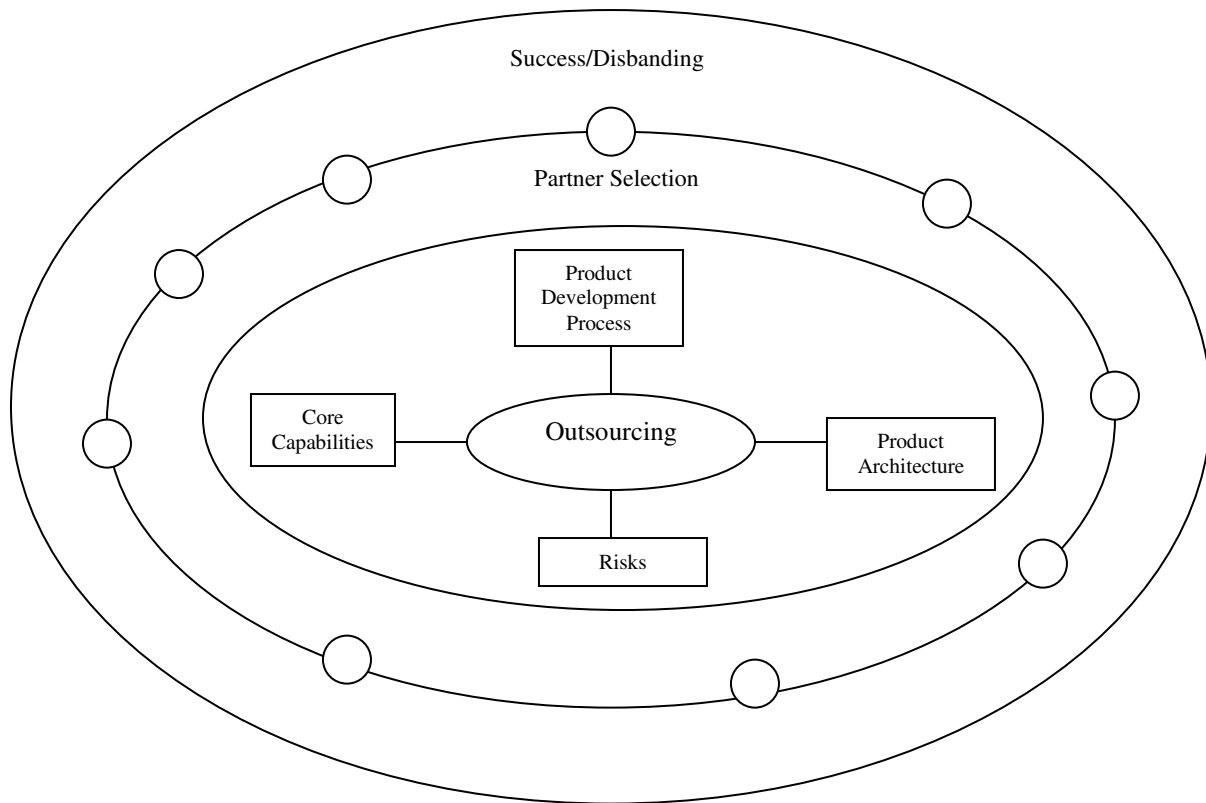 Success/Disbanding
Partner Selection
Product
Development
Process
Core
Capabilities
Outsourcing
Product
Architecture
Risks